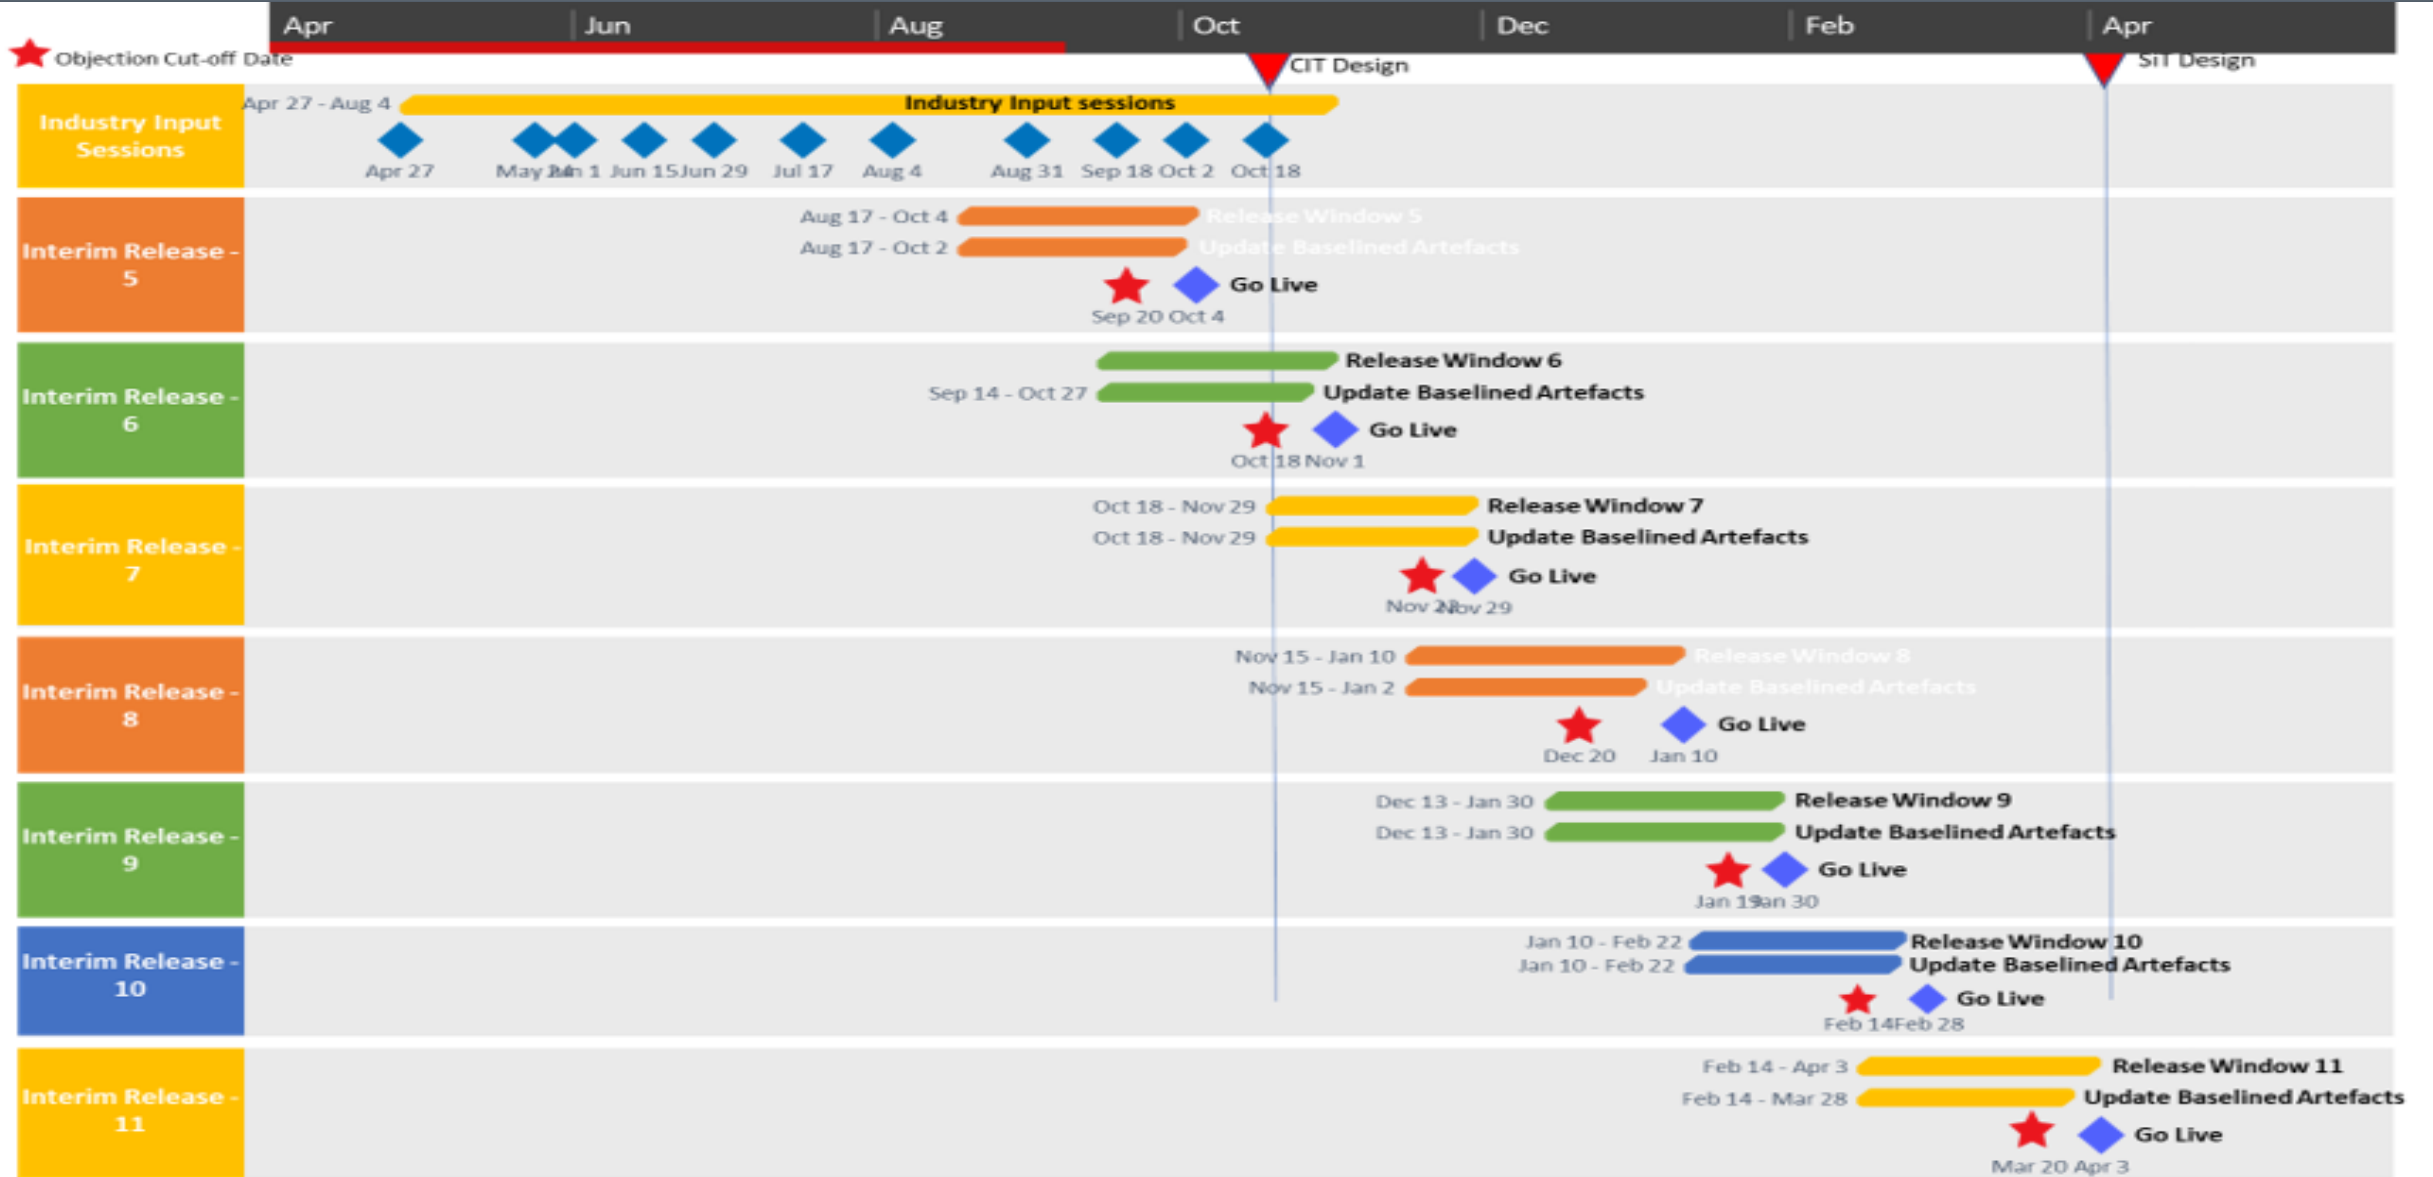 Apr Jun Aug Oct Dec Feb Apr
Objection Cut-off Date
CIT Design
SiT Design
Industry Input
Sessions
Apr 27 - Aug 4
Industry Input sessions
Apr 27 May Jun 1 Jun 15 Jun 29 Jul 17 Aug 4 Aug 31 Sep 18 Oct 2 Oct 18
Interim Release -
5
Aug 17 - Oct 4 Release Window 5
Aug 17 - Oct 2 Update Baselined Artefacts
Go Live
Sep 20 Oct 4
Interim Release -
6
Release Window 6
Sep 14 - Oct 27 Update Baselined Artefacts
Go Live
Oct 18 Nov 1
Interim Release -
7
Oct 18 - Nov 29 Release Window 7
Oct 18 - Nov 29 Update Baselined Artefacts
Go Live
Nov Nov 29
Interim Release -
8
Nov 15 - Jan 10 Release Window 8
Nov 15 - Jan 2 Update Baselined Artefacts
Go Live
Dec 20 Jan 10
Interim Release -
9
Dec 13 - Jan 30 Release Window 9
Dec 13 - Jan 30 Update Baselined Artefacts
Go Live
Jan 19 Jan 30
Interim Release -
10
Jan 10 - Feb 22 Release Window 10
Jan 10 - Feb 22 Update Baselined Artefacts
Go Live
Feb 14 Feb 28
Interim Release -
11
Feb 14 - Apr 3 Release Window 11
Feb 14 - Mar 28 Update Baselined Artefacts
Go Live
Mar 20 Apr 3